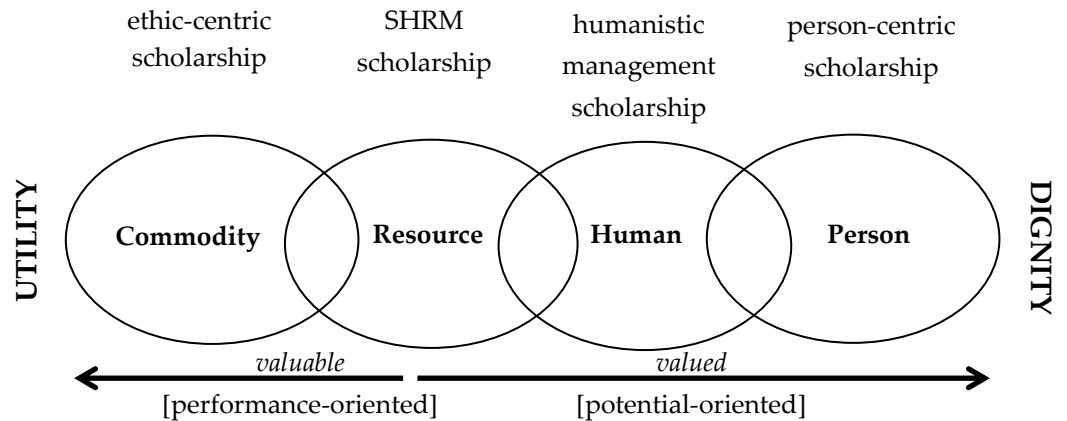 ethic-centric
scholarship
SHRM
scholarship
humanistic
management
scholarship
person-centric
scholarship
UTILITY
Commodity
Resource
Human
Person
DIGNITY
valuable
valued
[performance-oriented]
[potential-oriented]